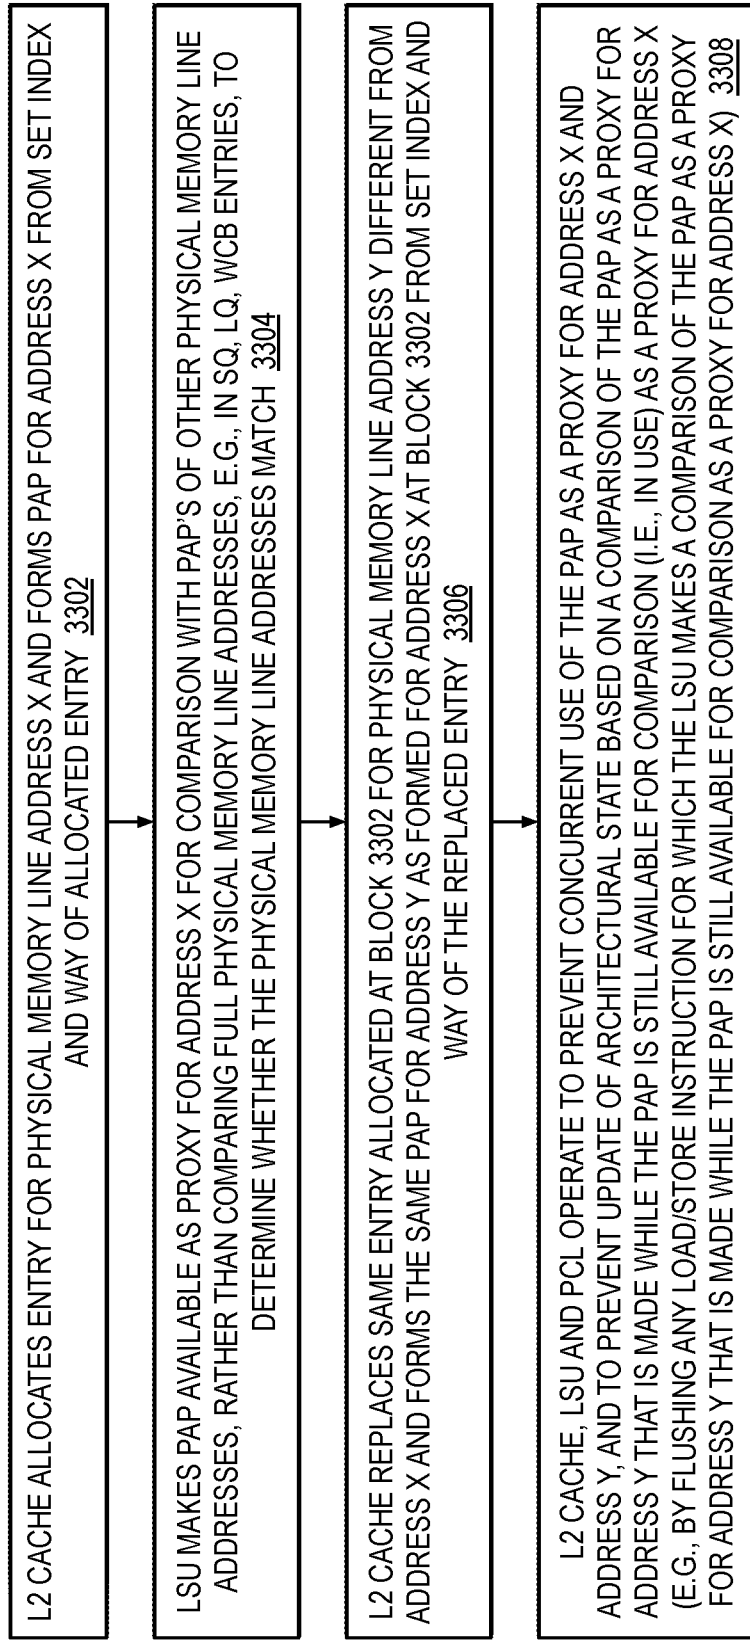 L2 CACHE ALLOCATES ENTRY FOR PHYSICAL MEMORY LINE ADDRESS X AND FORMS PAP FOR ADDRESS X FROM SET INDEX
AND WAY OF ALLOCATED ENTRY 3302
LSU MAKES PAP AVAILABLE AS PROXY FOR ADDRESS X FOR COMPARISON WITH PAP'S OF OTHER PHYSICAL MEMORY LINE
ADDRESSES, RATHER THAN COMPARING FULL PHYSICAL MEMORY LINE ADDRESSES, E.G., IN SQ, LQ, WCB ENTRIES, TO
DETERMINE WHETHER THE PHYSICAL MEMORY LINE ADDRESSES MATCH 3304
L2 CACHE REPLACES SAME ENTRY ALLOCATED AT BLOCK 3302 FOR PHYSICAL MEMORY LINE ADDRESS Y DIFFERENT FROM
ADDRESS X AND FORMS THE SAME PAP FOR ADDRESS Y AS FORMED FOR ADDRESS X AT BLOCK 3302 FROM SET INDEX AND
WAY OF THE REPLACED ENTRY 3306
L2 CACHE, LSU AND PCL OPERATE TO PREVENT CONCURRENT USE OF THE PAP AS A PROXY FOR ADDRESS X AND
ADDRESS Y, AND TO PREVENT UPDATE OF ARCHITECTURAL STATE BASED ON A COMPARISON OF THE PAP AS A PROXY FOR
ADDRESS Y THAT IS MADE WHILE THE PAP IS STILL AVAILABLE FOR COMPARISON (I.E., IN USE) AS A PROXY FOR ADDRESS X
(E.G., BY FLUSHING ANY LOAD/STORE INSTRUCTION FOR WHICH THE LSU MAKES A COMPARISON OF THE PAP AS A PROXY
FOR ADDRESS Y THAT IS MADE WHILE THE PAP IS STILL AVAILABLE FOR COMPARISON AS A PROXY FOR ADDRESS X) 3308